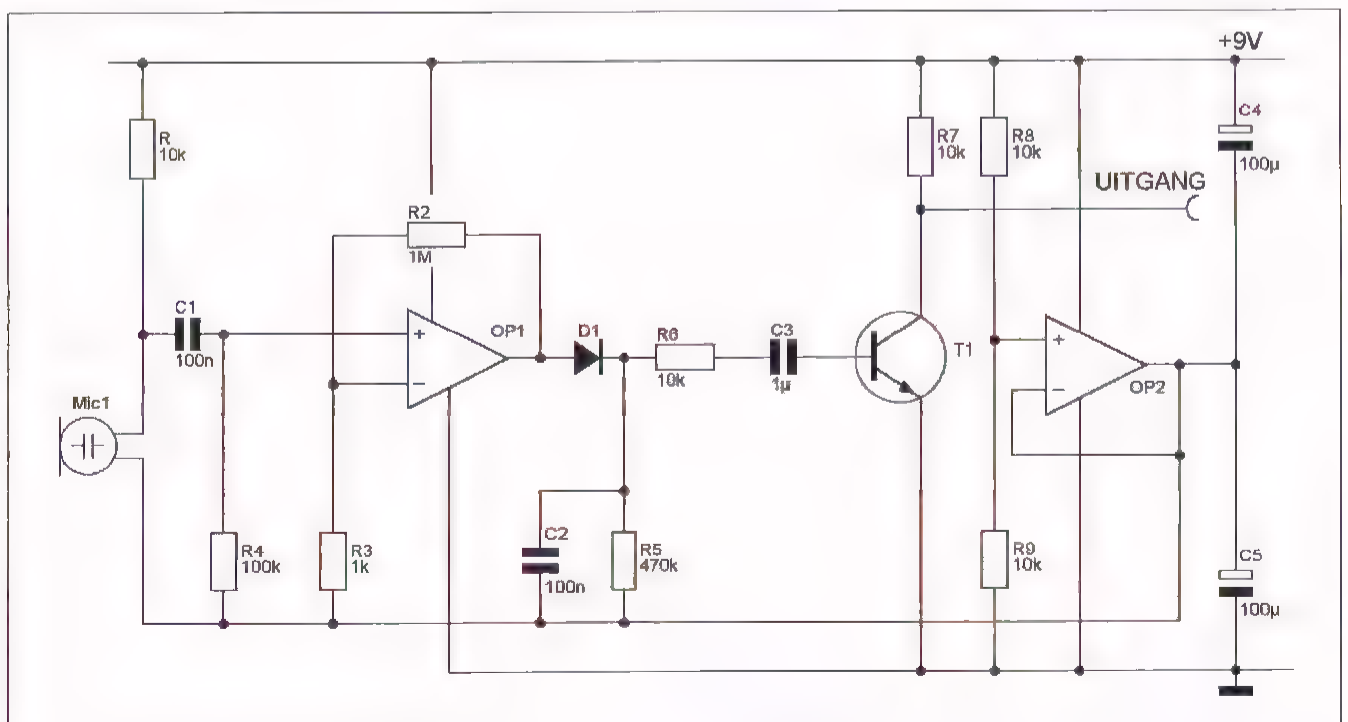 +9V
C4
100µ
R
10k
R7
10k
R8
10k
UITGANG
R2
1M
C1
100n
+
-
OP1
D1
R6
10k
C3
1µ
T1
+
-
OP2
Mic1
R4
100k
R3
1k
C2
100n
R5
470k
R9
10k
C5
100µ